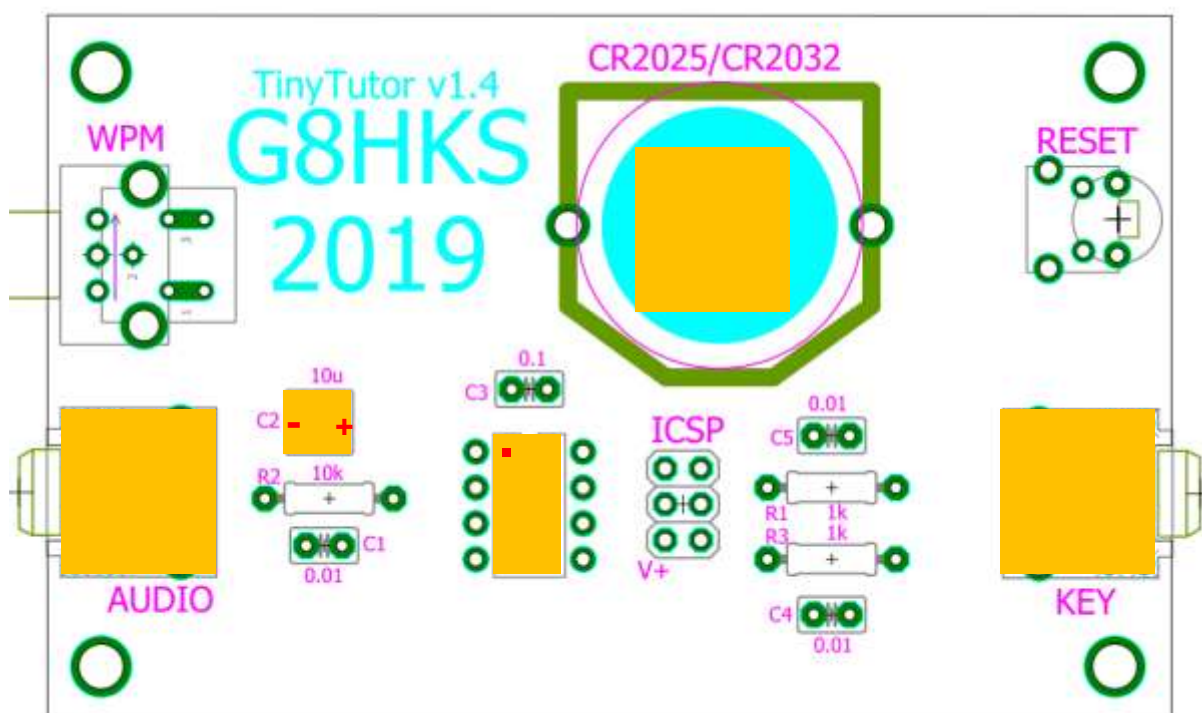 CR2025/CR2032
TinyTutor v1.4
G8HKS
2019
WPM
RESET
10u
C2
- +
0.1
C3
0.01
C5
ICSP
R2
10k
C1
0.01
R1
1k
R3
1k
V+
C4
0.01
AUDIO
KEY